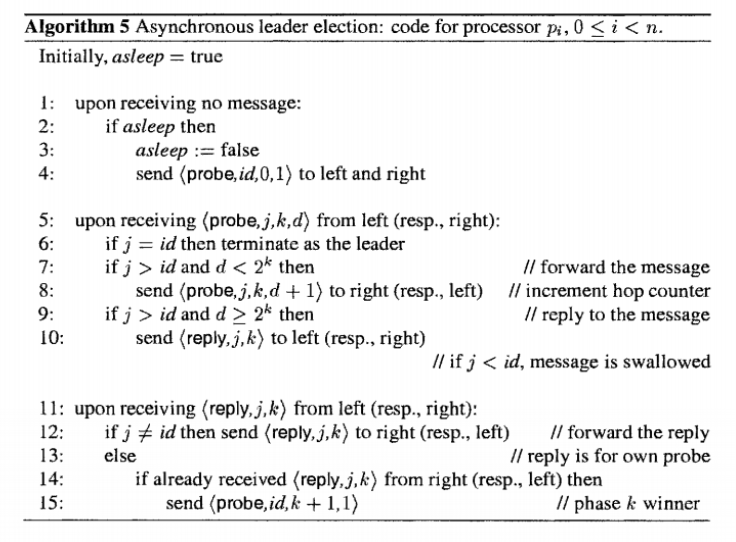 Algorithm 5 Asynchronous leader election: code for processor pᵢ, 0 ≤ i < n.
Initially, asleep = true
1: upon receiving no message:
2: if asleep then
3: asleep := false
4: send ⟨probe,id,0,1⟩ to left and right
5: upon receiving ⟨probe,j,k,d⟩ from left (resp., right):
6: if j = id then terminate as the leader
7: if j > id and d < 2ᵏ then // forward the message
8: send ⟨probe,j,k,d + 1⟩ to right (resp., left) // increment hop counter
9: if j > id and d ≥ 2ᵏ then // reply to the message
10: send ⟨reply,j,k⟩ to left (resp., right)
// if j < id, message is swallowed
11: upon receiving ⟨reply,j,k⟩ from left (resp., right):
12: if j ≠ id then send ⟨reply,j,k⟩ to right (resp., left) // forward the reply
13: else // reply is for own probe
14: if already received ⟨reply,j,k⟩ from right (resp., left) then
15: send ⟨probe,id,k + 1,1⟩ // phase k winner